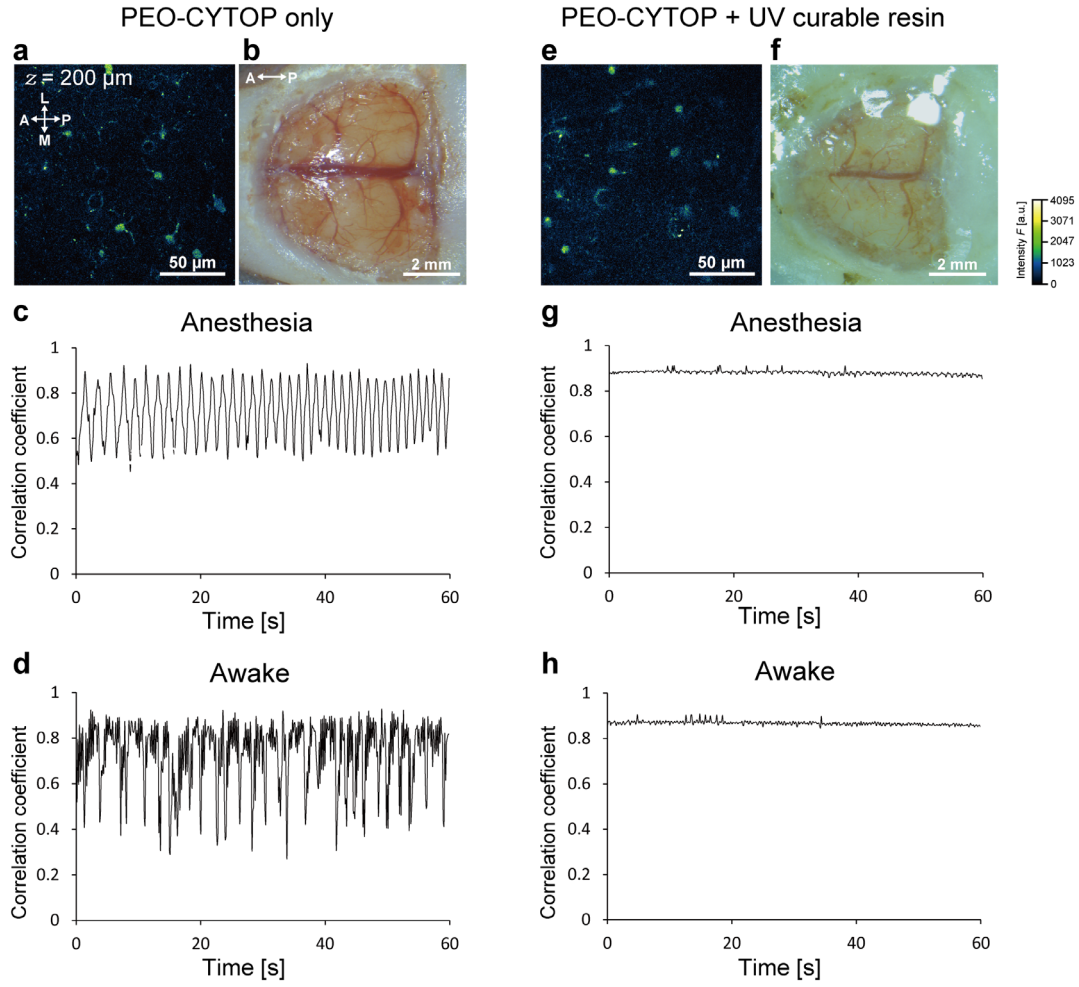 PEO-CYTOP only
PEO-CYTOP + UV curable resin
a
b
e
f
z = 200 µm
L
A P
M
50 µm
A P
2 mm
50 µm
2 mm
Intensity F [a.u.]
4095
3071
2047
1023
0
c
Anesthesia
Correlation coefficient
1
0.8
0.6
0.4
0.2
0
0 20 40 60
Time [s]
g
Anesthesia
Correlation coefficient
1
0.8
0.6
0.4
0.2
0
0 20 40 60
Time [s]
d
Awake
Correlation coefficient
1
0.8
0.6
0.4
0.2
0
0 20 40 60
Time [s]
h
Awake
Correlation coefficient
1
0.8
0.6
0.4
0.2
0
0 20 40 60
Time [s]